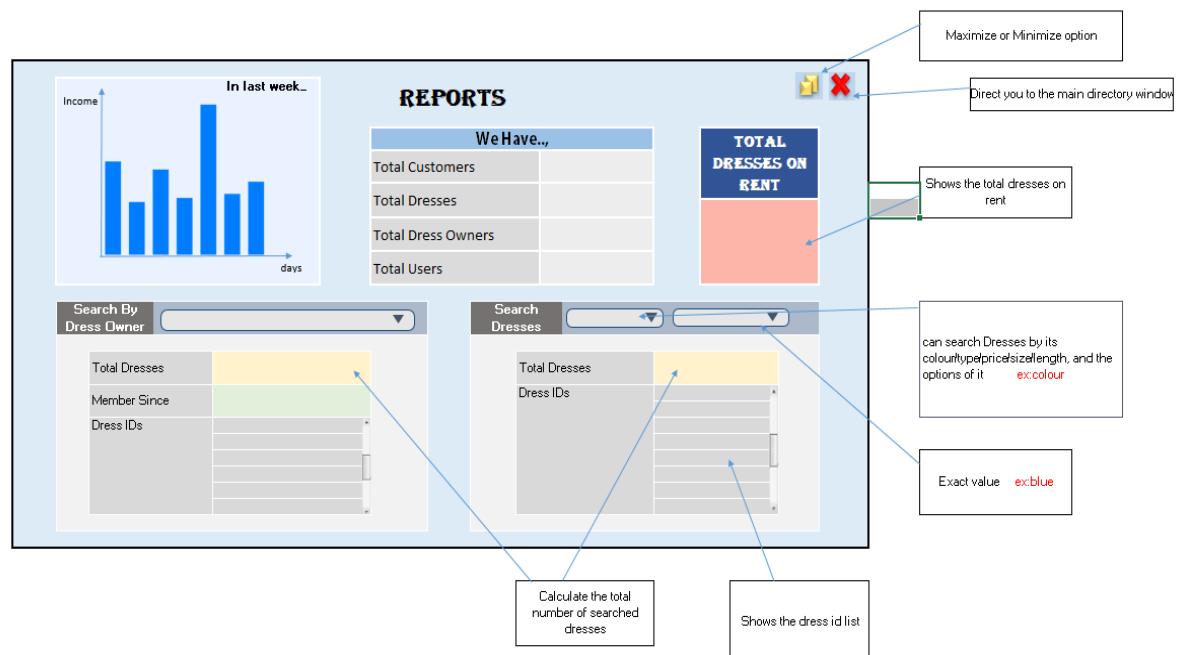 Maximize or Minimize option
In last week..
Income
days
REPORTS
Direct you to the main directory window
We Have..,
Total Customers
Total Dresses
Total Dress Owners
Total Users
TOTAL
DRESSES ON
RENT
Shows the total dresses on
rent
Search By
Dress Owner
Search
Dresses
can search Dresses by its
colour/type/price/size/length, and the
options of it ex:colour
Total Dresses
Member Since
Dress IDs
Total Dresses
Dress IDs
Exact value ex:blue
Calculate the total
number of searched
dresses
Shows the dress id list